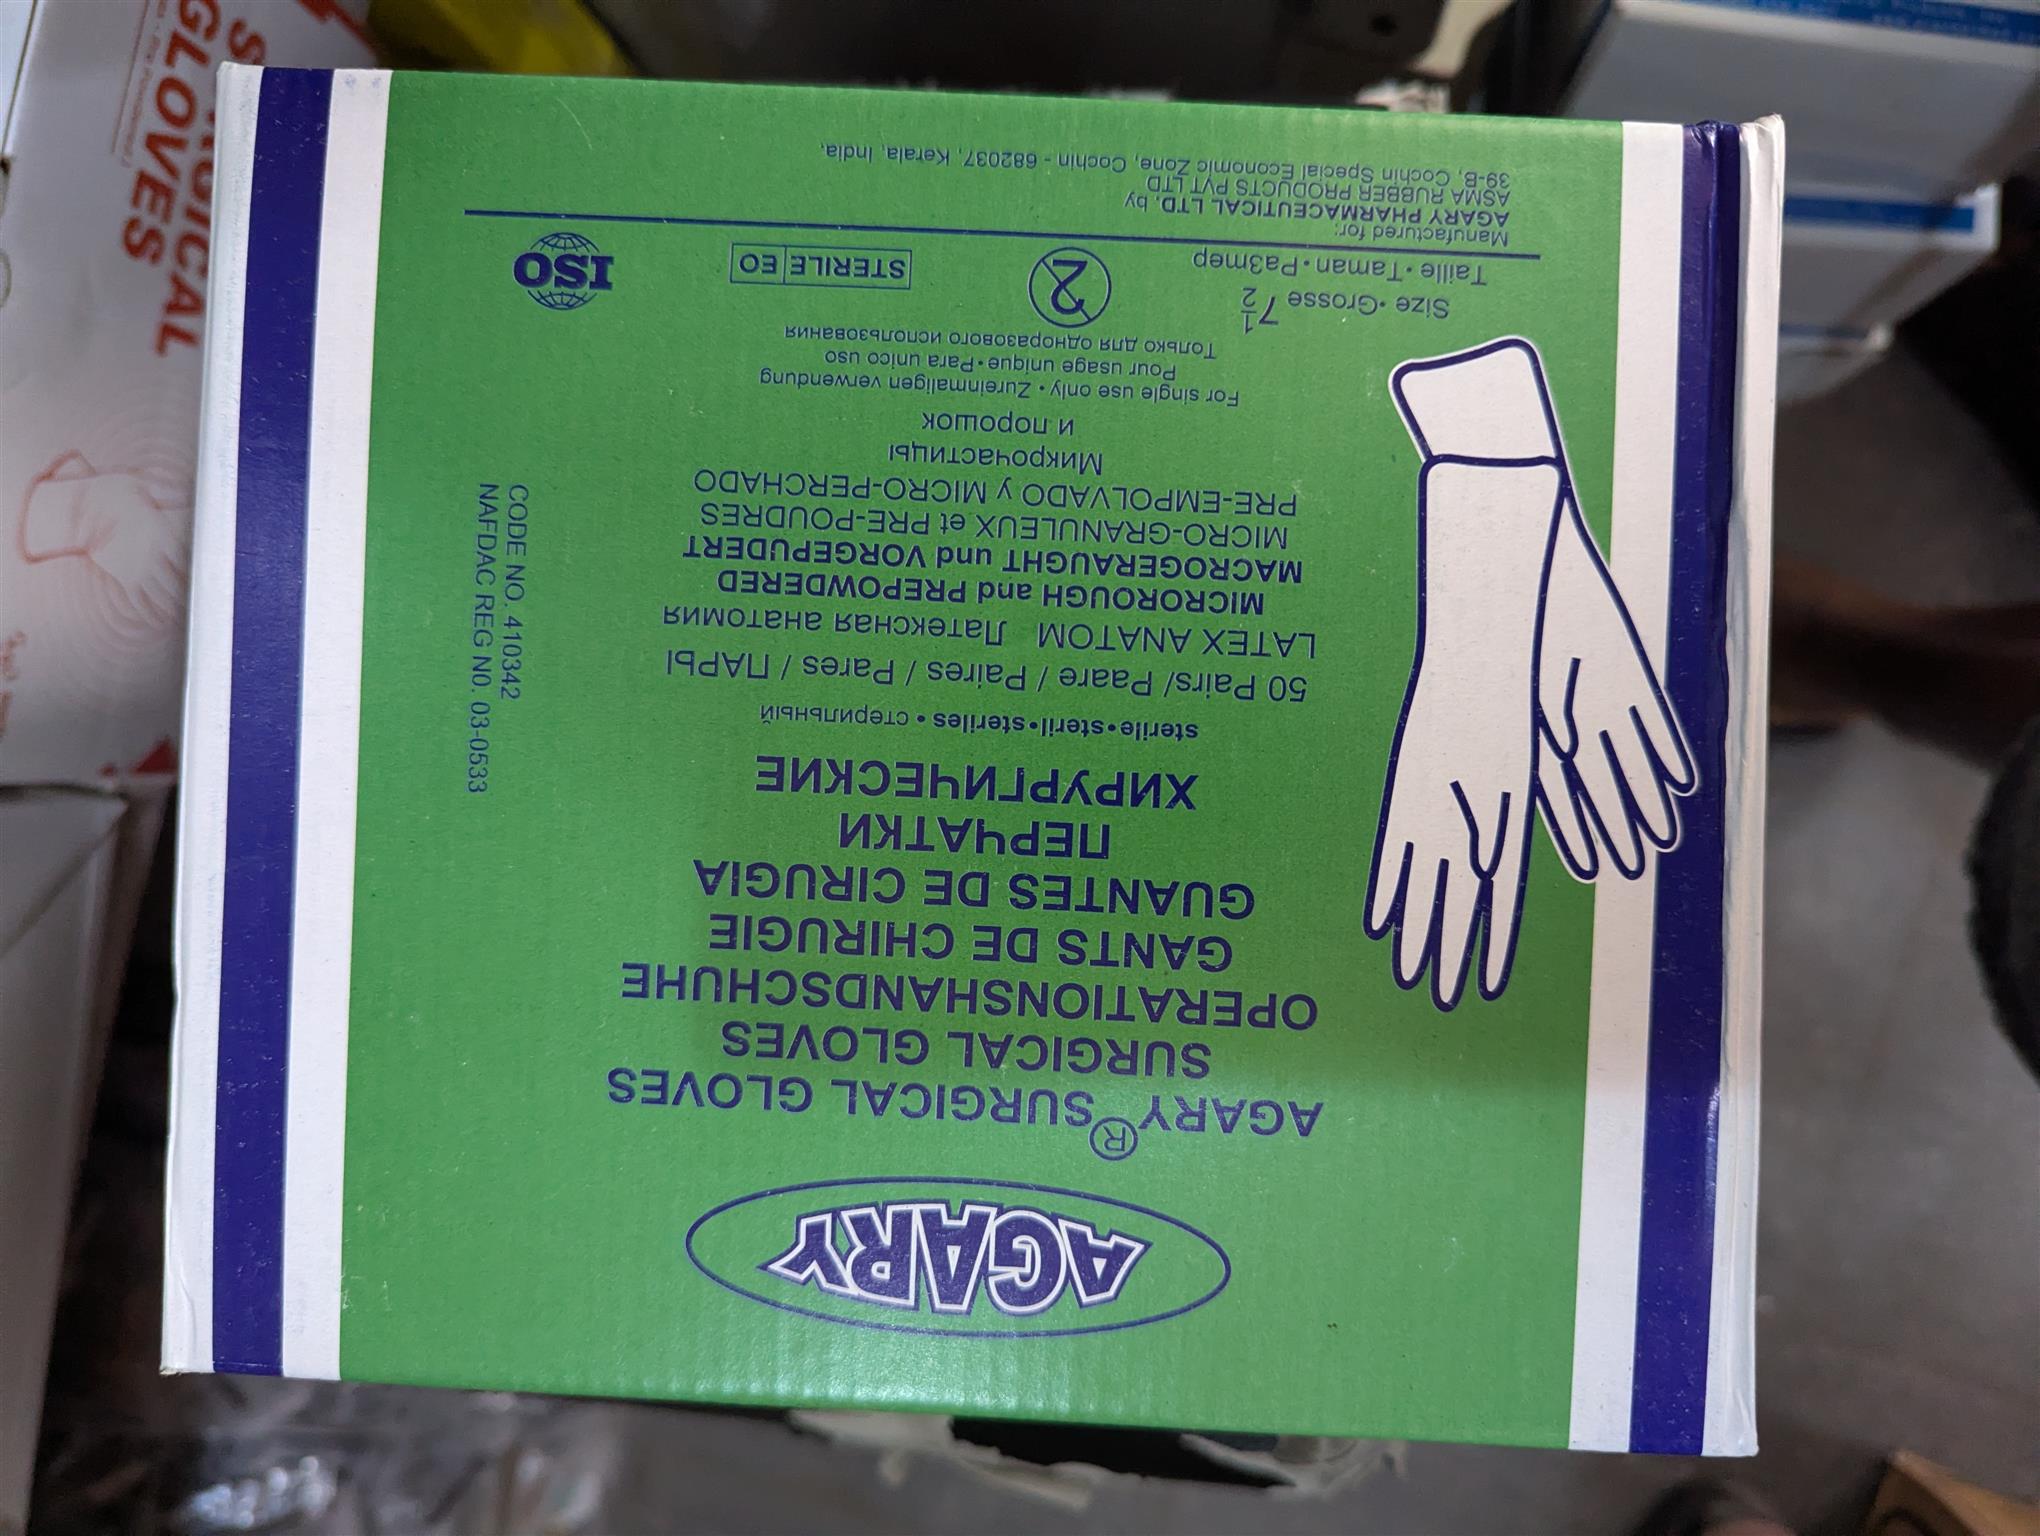 AGARY
AGARY® SURGICAL GLOVES
SURGICAL GLOVES
OPERATIONSHANDSCHUHE
GANTS DE CHIRUGIE
GUANTES DE CIRUGIA
ПЕРЧАТКИ
ХИРУРГИЧЕСКИЕ
sterile•steril•steriles • стерильный
50 Pairs/ Paare / Paires / Pares / ПАРЫ
LATEX ANATOM Латексная анатомия
MICROROUGH and PREPOWDERED
MACROGERAUGHT und VORGEPUDERT
MICRO-GRANULEUX et PRE-POUDRES
PRE-EMPOLVADO y MICRO-PERCHADO
Микрочастицы
и порошок
For single use only • Zureinmaligen verwendung
Pour usage unique•Para unico uso
Только для одноразового использования
Size •Grosse 7 1/2
Taille•Taman•Ра3мер
2
STERILE EO
ISO
Manufactured for:
AGARY PHARMACEUTICAL LTD, by
ASMA RUBBER PRODUCTS PVT LTD
39-B, Cochin Special Economic Zone, Cochin - 682037, Kerala, India,
CODE NO. 410342
NAFDAC REG NO. 03-0533
GLOVES